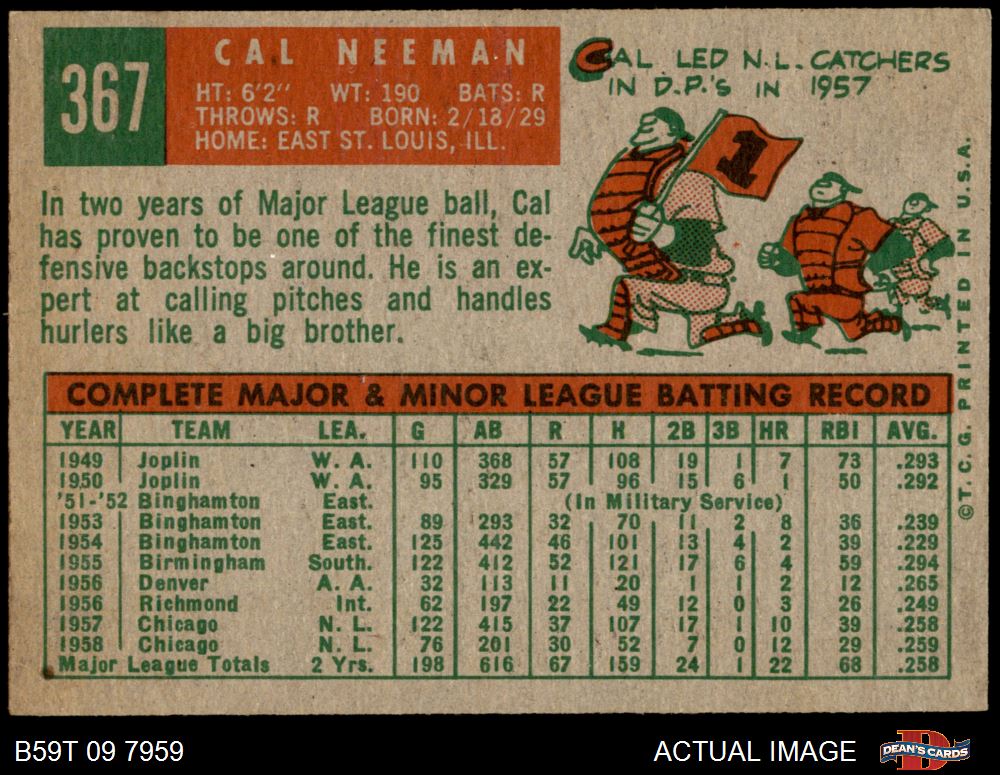 367
CAL NEEMAN
HT: 6'2" WT: 190 BATS: R
THROWS: R BORN: 2/18/29
HOME: EAST ST. LOUIS, ILL.
CAL LED N.L. CATCHERS
IN D.P.'S IN 1957
1
In two years of Major League ball, Cal
has proven to be one of the finest de-
fensive backstops around. He is an ex-
pert at calling pitches and handles
hurlers like a big brother.
COMPLETE MAJOR & MINOR LEAGUE BATTING RECORD
YEAR TEAM LEA. G AB R H 2B 3B HR RBI AVG.
1949 Joplin W. A. 110 368 57 108 19 1 7 73 .293
1950 Joplin W. A. 95 329 57 96 15 6 1 50 .292
'51-'52 Binghamton East. (In Military Service)
1953 Binghamton East. 89 293 32 70 11 2 8 36 .239
1954 Binghamton East. 125 442 46 101 13 4 2 39 .229
1955 Birmingham South. 122 412 52 121 17 6 4 59 .294
1956 Denver A. A. 32 113 11 20 1 1 2 12 .265
1956 Richmond Int. 62 197 22 49 12 0 3 26 .249
1957 Chicago N. L. 122 415 37 107 17 1 10 39 .258
1958 Chicago N. L. 76 201 30 52 7 0 12 29 .259
Major League Totals 2 Yrs. 198 616 67 159 24 1 22 68 .258
©T. C. G. PRINTED IN U.S.A.
B59T 09 7959
ACTUAL IMAGE
D
DEAN'S CARDS